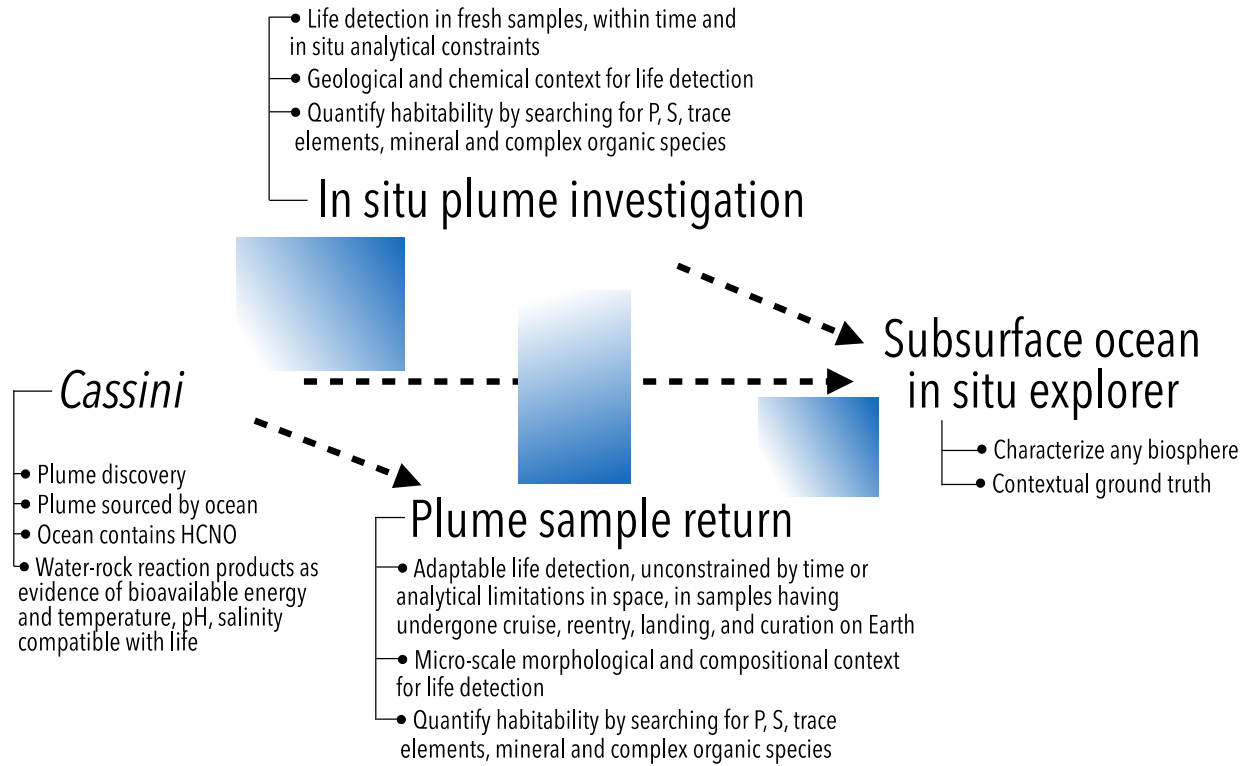 • Life detection in fresh samples, within time and
in situ analytical constraints
• Geological and chemical context for life detection
• Quantify habitability by searching for P, S, trace
elements, mineral and complex organic species
In situ plume investigation
Cassini
• Plume discovery
• Plume sourced by ocean
• Ocean contains HCNO
• Water-rock reaction products as
evidence of bioavailable energy
and temperature, pH, salinity
compatible with life
Plume sample return
• Adaptable life detection, unconstrained by time or
analytical limitations in space, in samples having
undergone cruise, reentry, landing, and curation on Earth
• Micro-scale morphological and compositional context
for life detection
• Quantify habitability by searching for P, S, trace
elements, mineral and complex organic species
Subsurface ocean
in situ explorer
• Characterize any biosphere
• Contextual ground truth